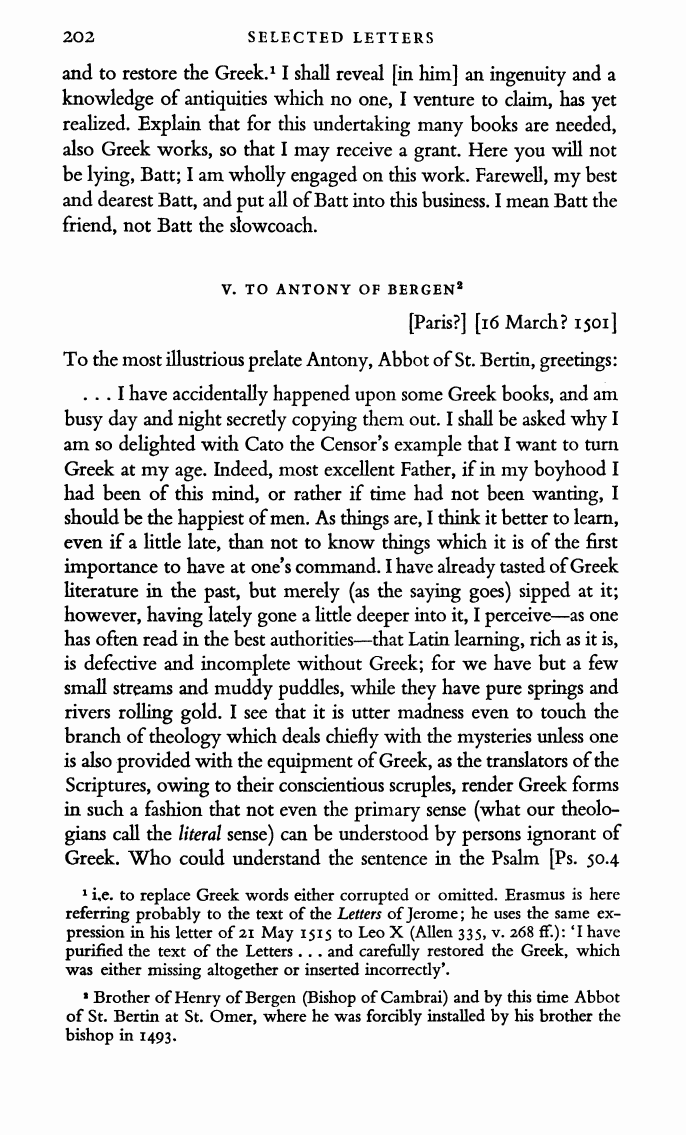 202 SELECTED LETTERS
and to restore the Greek.¹ I shall reveal [in him] an ingenuity and a
knowledge of antiquities which no one, I venture to claim, has yet
realized. Explain that for this undertaking many books are needed,
also Greek works, so that I may receive a grant. Here you will not
be lying, Batt; I am wholly engaged on this work. Farewell, my best
and dearest Batt, and put all of Batt into this business. I mean Batt the
friend, not Batt the slowcoach.
V. TO ANTONY OF BERGEN²
[Paris?] [16 March? 1501]
To the most illustrious prelate Antony, Abbot of St. Bertin, greetings:
. . . I have accidentally happened upon some Greek books, and am
busy day and night secretly copying them out. I shall be asked why I
am so delighted with Cato the Censor's example that I want to turn
Greek at my age. Indeed, most excellent Father, if in my boyhood I
had been of this mind, or rather if time had not been wanting, I
should be the happiest of men. As things are, I think it better to learn,
even if a little late, than not to know things which it is of the first
importance to have at one's command. I have already tasted of Greek
literature in the past, but merely (as the saying goes) sipped at it;
however, having lately gone a little deeper into it, I perceive—as one
has often read in the best authorities—that Latin learning, rich as it is,
is defective and incomplete without Greek; for we have but a few
small streams and muddy puddles, while they have pure springs and
rivers rolling gold. I see that it is utter madness even to touch the
branch of theology which deals chiefly with the mysteries unless one
is also provided with the equipment of Greek, as the translators of the
Scriptures, owing to their conscientious scruples, render Greek forms
in such a fashion that not even the primary sense (what our theolo-
gians call the literal sense) can be understood by persons ignorant of
Greek. Who could understand the sentence in the Psalm [Ps. 50.4
¹ i.e. to replace Greek words either corrupted or omitted. Erasmus is here
referring probably to the text of the Letters of Jerome; he uses the same ex-
pression in his letter of 21 May 1515 to Leo X (Allen 335, v. 268 ff.): 'I have
purified the text of the Letters . . . and carefully restored the Greek, which
was either missing altogether or inserted incorrectly'.
² Brother of Henry of Bergen (Bishop of Cambrai) and by this time Abbot
of St. Bertin at St. Omer, where he was forcibly installed by his brother the
bishop in 1493.